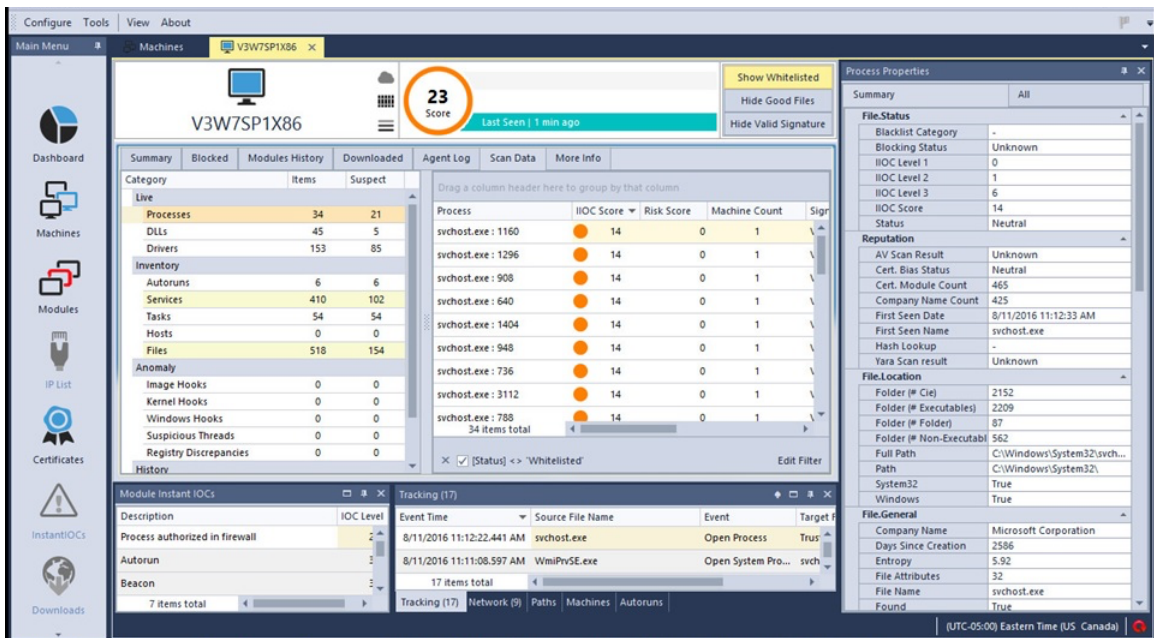 Configure Tools View About
Main Menu
Machines V3W7SP1X86
Dashboard
Machines
Modules
IP List
Certificates
InstantIOCs
Downloads
V3W7SP1X86
23
Score
Last Seen | 1 min ago
Show Whitelisted
Hide Good Files
Hide Valid Signature
Summary Blocked Modules History Downloaded Agent Log Scan Data More Info
Category Items Suspect
Live
Processes 34 21
DLLs 45 5
Drivers 153 85
Inventory
Autoruns 6 6
Services 410 102
Tasks 54 54
Hosts 0 0
Files 518 154
Anomaly
Image Hooks 0 0
Kernel Hooks 0 0
Windows Hooks 0 0
Suspicious Threads 0 0
Registry Discrepancies 0 0
History
Drag a column header here to group by that column
Process IIOC Score Risk Score Machine Count Sigr
svchost.exe : 1160 14 0 1
svchost.exe : 1296 14 0 1
svchost.exe : 908 14 0 1
svchost.exe : 640 14 0 1
svchost.exe : 1404 14 0 1
svchost.exe : 948 14 0 1
svchost.exe : 736 14 0 1
svchost.exe : 3112 14 0 1
svchost.exe : 788 14 0 1
34 items total
[Status] <> 'Whitelisted' Edit Filter
Module Instant IOCs
Description IOC Level
Process authorized in firewall 2
Autorun 3
Beacon
7 items total
Tracking (17)
Event Time Source File Name Event Target F
8/11/2016 11:12:22.441 AM svchost.exe Open Process Trus
8/11/2016 11:11:08.597 AM WmiPrvSE.exe Open System Pro... svch
17 items total
Tracking (17) Network (9) Paths Machines Autoruns
Process Properties
Summary All
File.Status
Blacklist Category -
Blocking Status Unknown
IIOC Level 1 0
IIOC Level 2 1
IIOC Level 3 6
IIOC Score 14
Status Neutral
Reputation
AV Scan Result Unknown
Cert. Bias Status Neutral
Cert. Module Count 465
Company Name Count 425
First Seen Date 8/11/2016 11:12:33 AM
First Seen Name svchost.exe
Hash Lookup -
Yara Scan result Unknown
File.Location
Folder (# Cie) 2152
Folder (# Executables) 2209
Folder (# Folder) 87
Folder (# Non-Executabl 562
Full Path C:\Windows\System32\svch...
Path C:\Windows\System32\
System32 True
Windows True
File.General
Company Name Microsoft Corporation
Days Since Creation 2586
Entropy 5.92
File Attributes 32
File Name svchost.exe
Found True
(UTC-05:00) Eastern Time (US Canada)